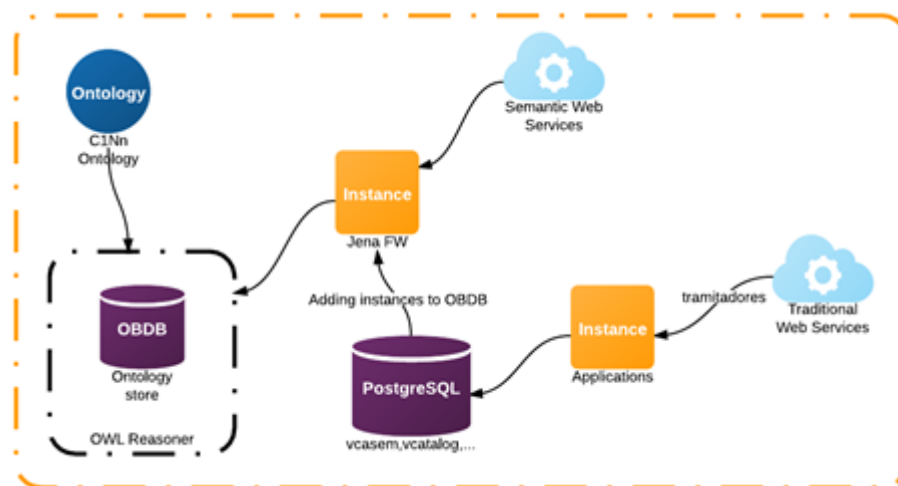 Ontology
C1Nn
Ontology
Semantic Web
Services
Instance
Jena FW
Adding instances to OBDB
tramitadores
Traditional
Web Services
OBDB
Ontology
store
OWL Reasoner
Instance
Applications
PostgreSQL
vcasem,vcatalog,...